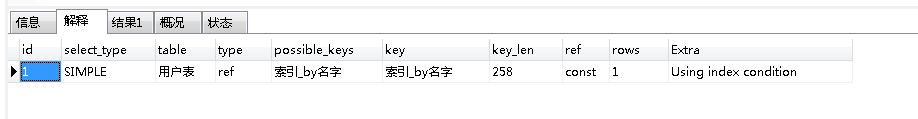 信息 解释 结果1 概况 状态
id select_type table type possible_keys key key_len ref rows Extra
1 SIMPLE 用户表 ref 索引_by名字 索引_by名字 258 const 1 Using index condition